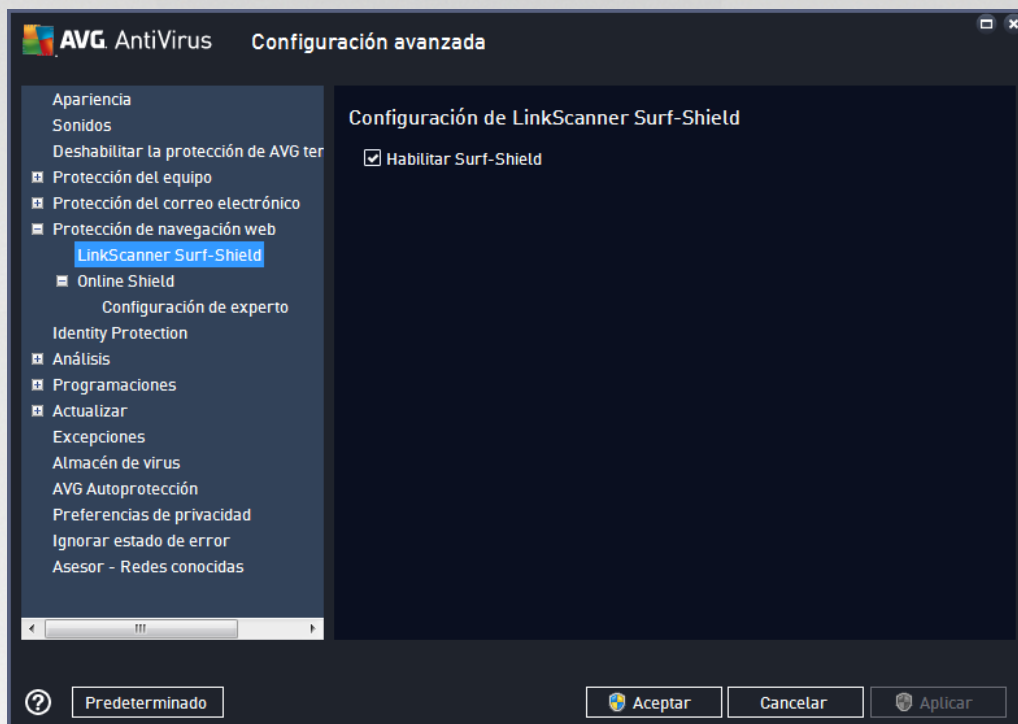 AVG. AntiVirus Configuración avanzada
Apariencia
Sonidos
Deshabilitar la protección de AVG ter
Protección del equipo
Protección del correo electrónico
Protección de navegación web
LinkScanner Surf-Shield
Online Shield
Configuración de experto
Identity Protection
Análisis
Programaciones
Actualizar
Excepciones
Almacén de virus
AVG Autoprotección
Preferencias de privacidad
Ignorar estado de error
Asesor - Redes conocidas
Configuración de LinkScanner Surf-Shield
Habilitar Surf-Shield
? Predeterminado Aceptar Cancelar Aplicar